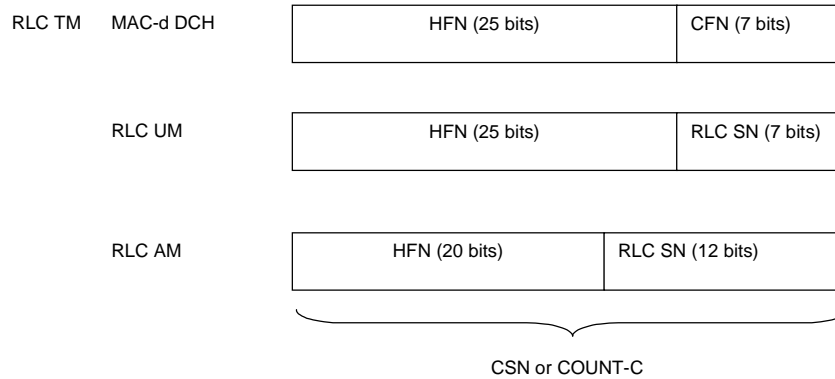 RLC TM MAC-d DCH HFN (25 bits) CFN (7 bits)
RLC UM HFN (25 bits) RLC SN (7 bits)
RLC AM HFN (20 bits) RLC SN (12 bits)
CSN or COUNT-C